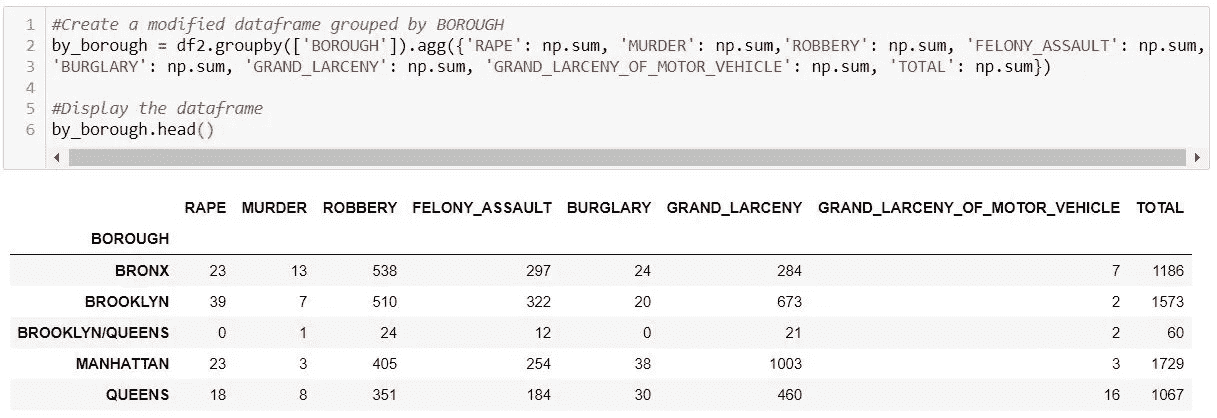 1 #Create a modified dataframe grouped by BOROUGH
2 by_borough = df2.groupby(['BOROUGH']).agg({'RAPE': np.sum, 'MURDER': np.sum,'ROBBERY': np.sum, 'FELONY_ASSAULT': np.sum,
3 'BURGLARY': np.sum, 'GRAND_LARCENY': np.sum, 'GRAND_LARCENY_OF_MOTOR_VEHICLE': np.sum, 'TOTAL': np.sum})
4
5 #Display the dataframe
6 by_borough.head()
RAPE MURDER ROBBERY FELONY_ASSAULT BURGLARY GRAND_LARCENY GRAND_LARCENY_OF_MOTOR_VEHICLE TOTAL
BOROUGH
BRONX 23 13 538 297 24 284 7 1186
BROOKLYN 39 7 510 322 20 673 2 1573
BROOKLYN/QUEENS 0 1 24 12 0 21 2 60
MANHATTAN 23 3 405 254 38 1003 3 1729
QUEENS 18 8 351 184 30 460 16 1067